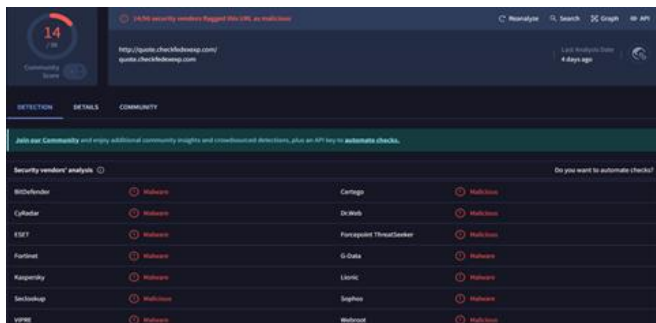 14
14/96 security vendors flagged this URL as malicious
Reanalyze Search Graph API
Community Score
http://quote.checkfedexexp.com/
quote.checkfedexexp.com
Last Analysis Date
4 days ago
DETECTION DETAILS COMMUNITY
Join our Community and enjoy additional community insights and crowdsourced detections, plus an API key to automate checks.
Security vendors' analysis Do you want to automate checks?
BitDefender Malware Certego Malicious
CyRadar Malware Dr.Web Malicious
ESET Malware Forcepoint ThreatSeeker Malicious
Fortinet Malware G-Data Malware
Kaspersky Malware Lionic Malware
Seclookup Malicious Sophos Malware
VIPRE Malware Webroot Malicious